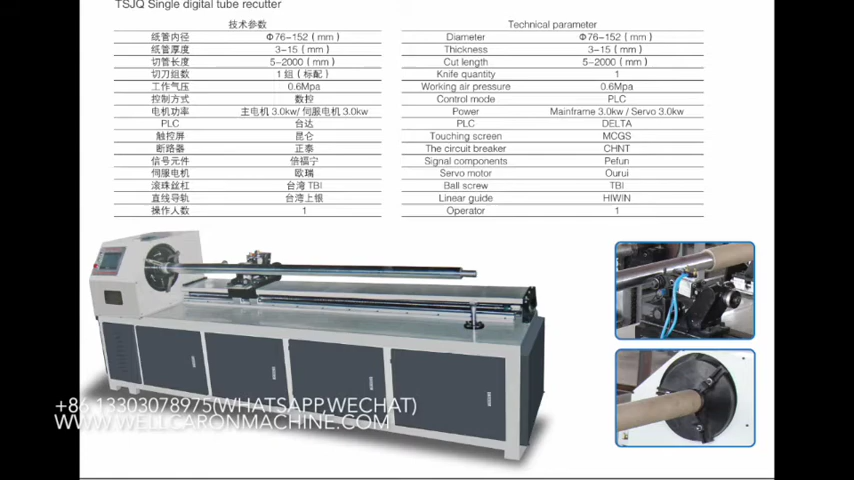 TSJQ Single digital tube recutter
技术参数
纸管内径 Φ76-152（mm）
纸管厚度 3-15（mm）
切管长度 5-2000（mm）
切刀组数 1 组（标配）
工作气压 0.6Mpa
控制方式 数控
电机功率 主电机 3.0kw/ 伺服电机 3.0kw
PLC 台达
触控屏 昆仑
断路器 正泰
信号元件 倍福宁
伺服电机 欧瑞
滚珠丝杠 台湾 TBI
直线导轨 台湾上银
操作人数 1
Technical parameter
Diameter Φ76-152（mm）
Thickness 3-15（mm）
Cut length 5-2000（mm）
Knife quantity 1
Working air pressure 0.6Mpa
Control mode PLC
Power Mainframe 3.0kw / Servo 3.0kw
PLC DELTA
Touching screen MCGS
The circuit breaker CHNT
Signal components Pefun
Servo motor Ourui
Ball screw TBI
Linear guide HIWIN
Operator 1
+86 13303078975(WHATSAPP,WECHAT)
WWW.WELLCARONMACHINE.COM